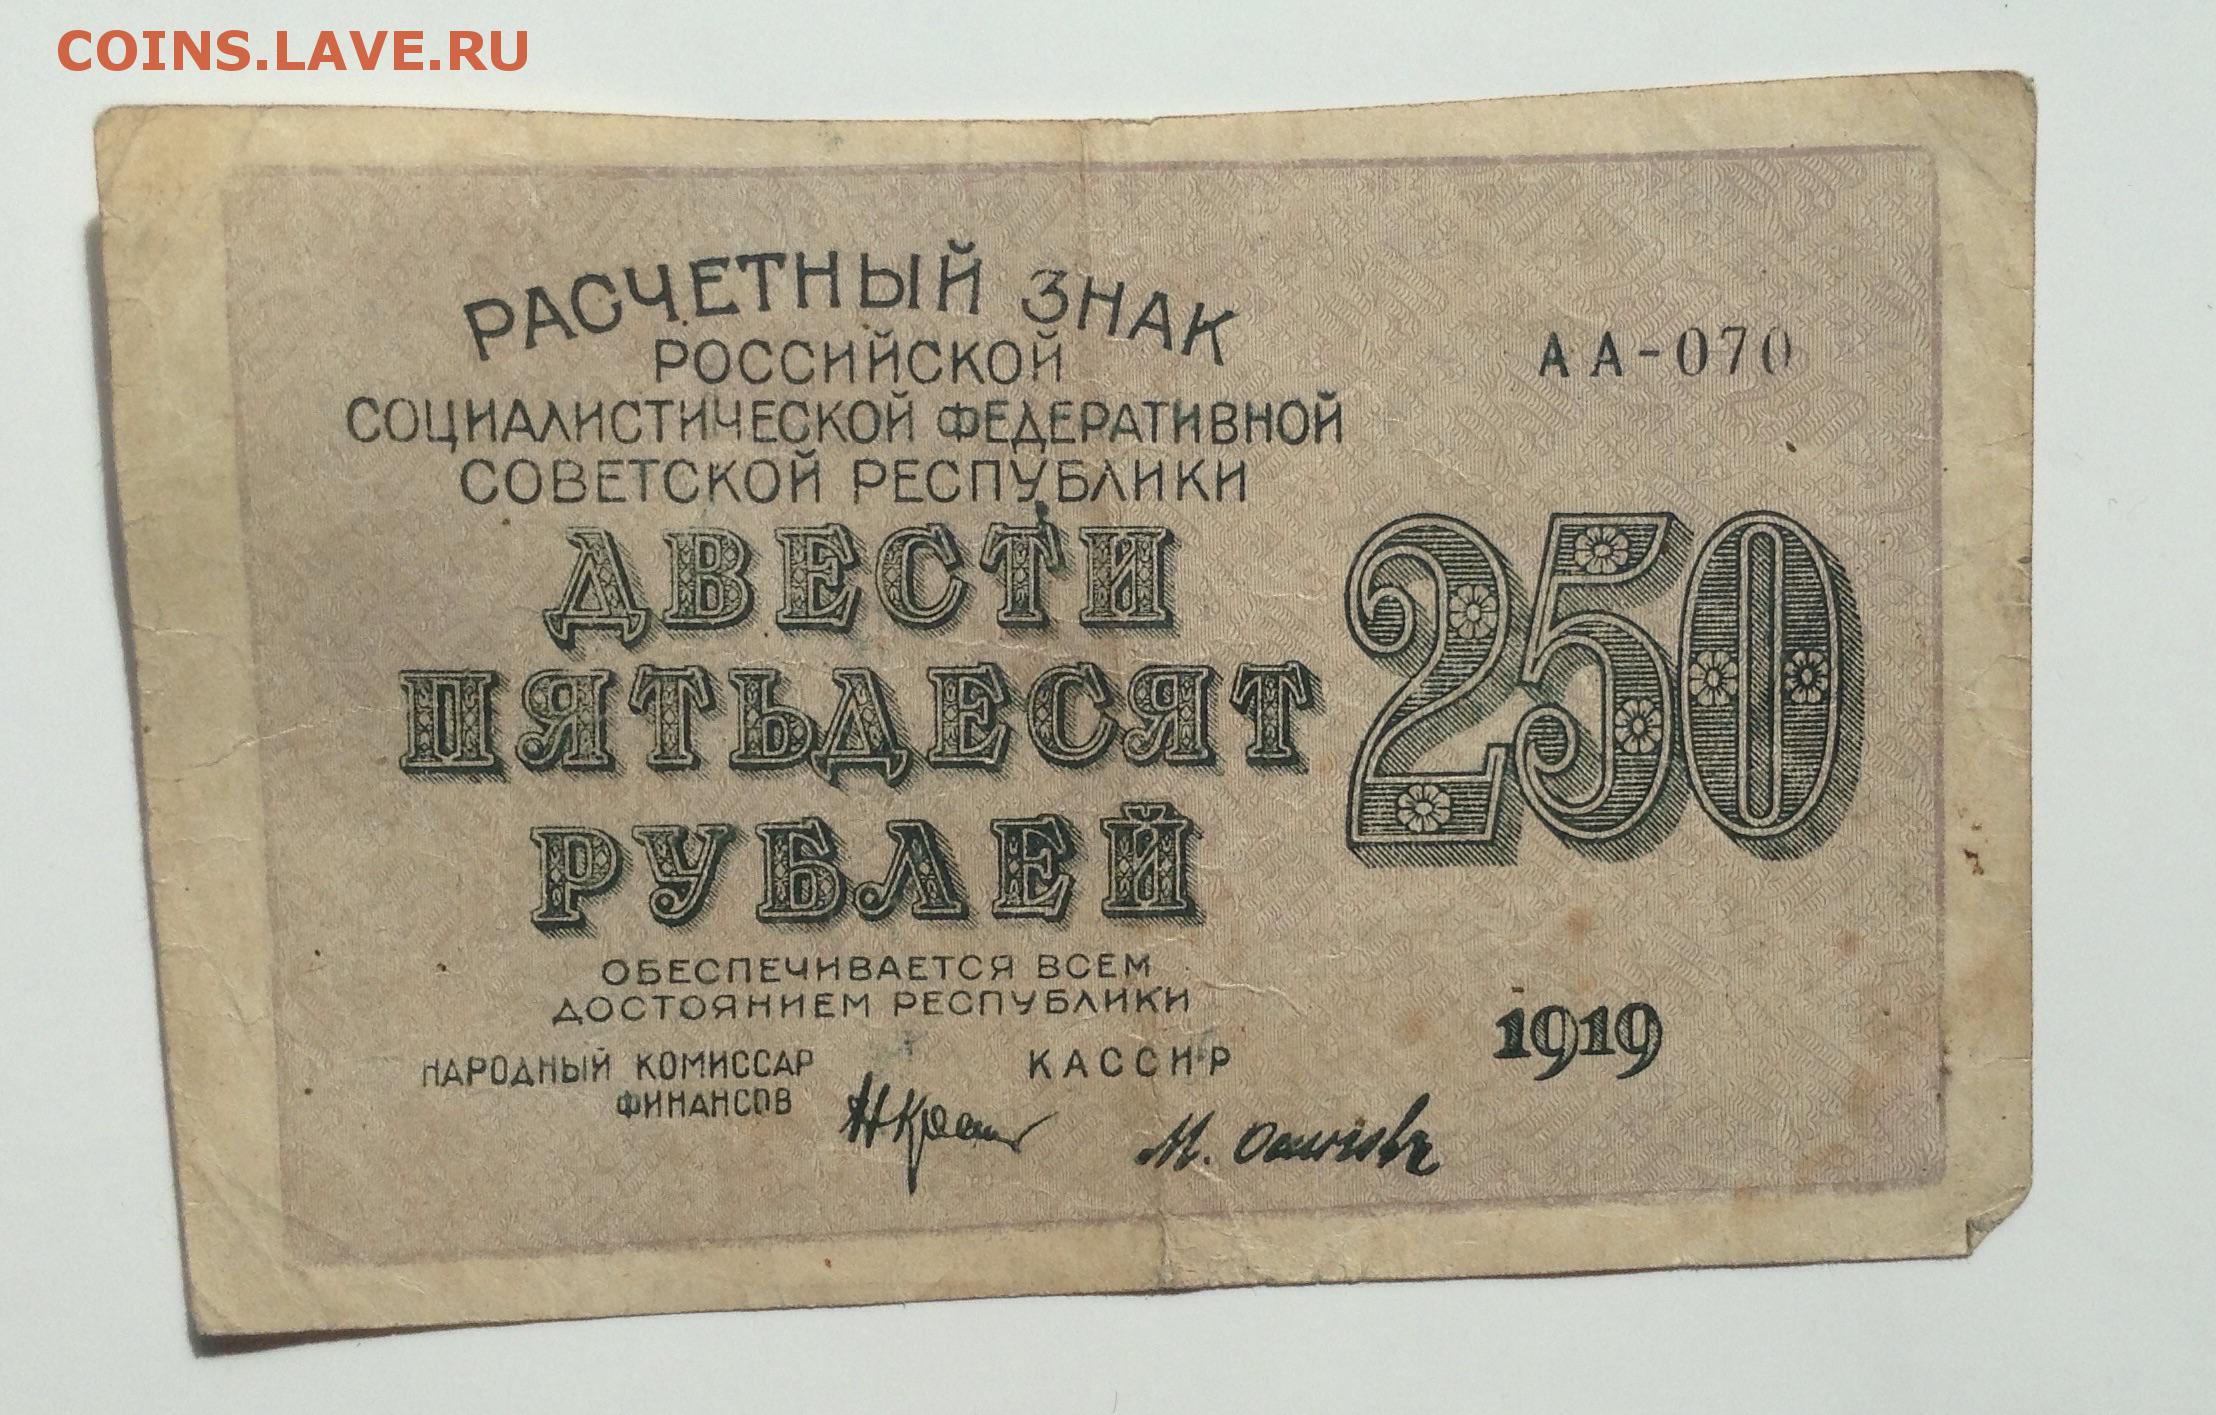 COINS.LAVE.RU
РАСЧЕТНЫЙ ЗНАК
РОССИЙСКОЙ
СОЦИАЛИСТИЧЕСКОЙ ФЕДЕРАТИВНОЙ
СОВЕТСКОЙ РЕСПУБЛИКИ
АА-070
ДВЕСТИ
ПЯТЬДЕСЯТ
РУБЛЕЙ
250
ОБЕСПЕЧИВАЕТСЯ ВСЕМ
ДОСТОЯНИЕМ РЕСПУБЛИКИ
НАРОДНЫЙ КОМИССАР
ФИНАНСОВ
КАССИР
1919